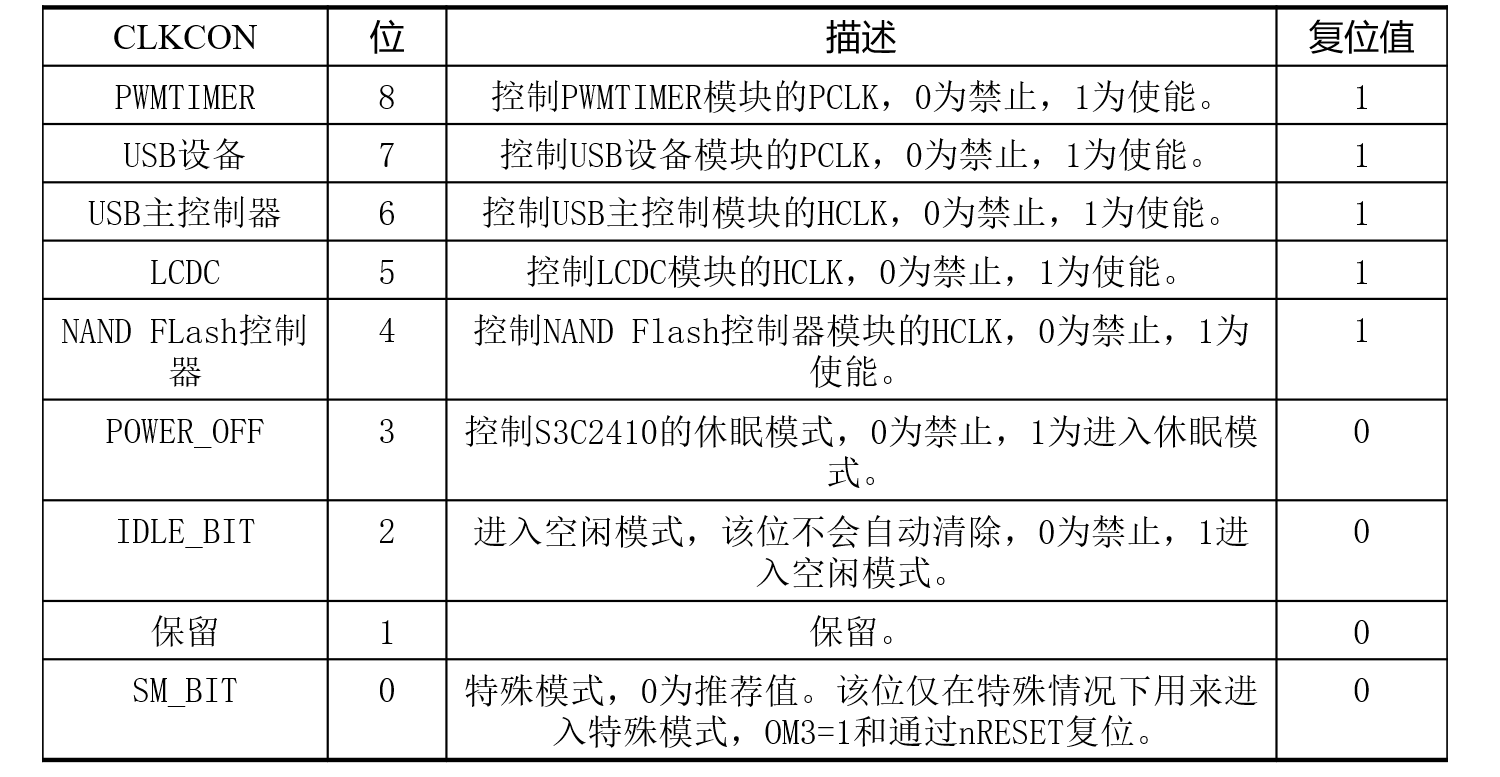 CLKCON 位 描述 复位值
PWMTIMER 8 控制PWMTIMER模块的PCLK，0为禁止，1为使能。 1
USB设备 7 控制USB设备模块的PCLK，0为禁止，1为使能。 1
USB主控制器 6 控制USB主控制模块的HCLK，0为禁止，1为使能。 1
LCDC 5 控制LCDC模块的HCLK，0为禁止，1为使能。 1
NAND FLash控制 4 控制NAND Flash控制器模块的HCLK，0为禁止，1为 1
器 使能。
POWER_OFF 3 控制S3C2410的休眠模式，0为禁止，1为进入休眠模 0
式。
IDLE_BIT 2 进入空闲模式，该位不会自动清除，0为禁止，1进 0
入空闲模式。
保留 1 保留。 0
SM_BIT 0 特殊模式，0为推荐值。该位仅在特殊情况下用来进 0
入特殊模式，OM3=1和通过nRESET复位。